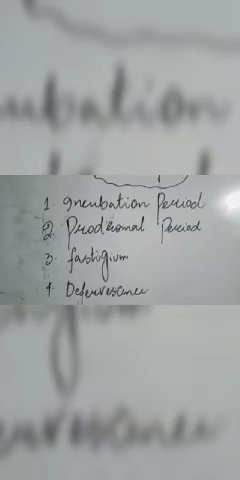 1. Incubation Period
2. Prodromal Period
3. fastigium
4. Defervescence